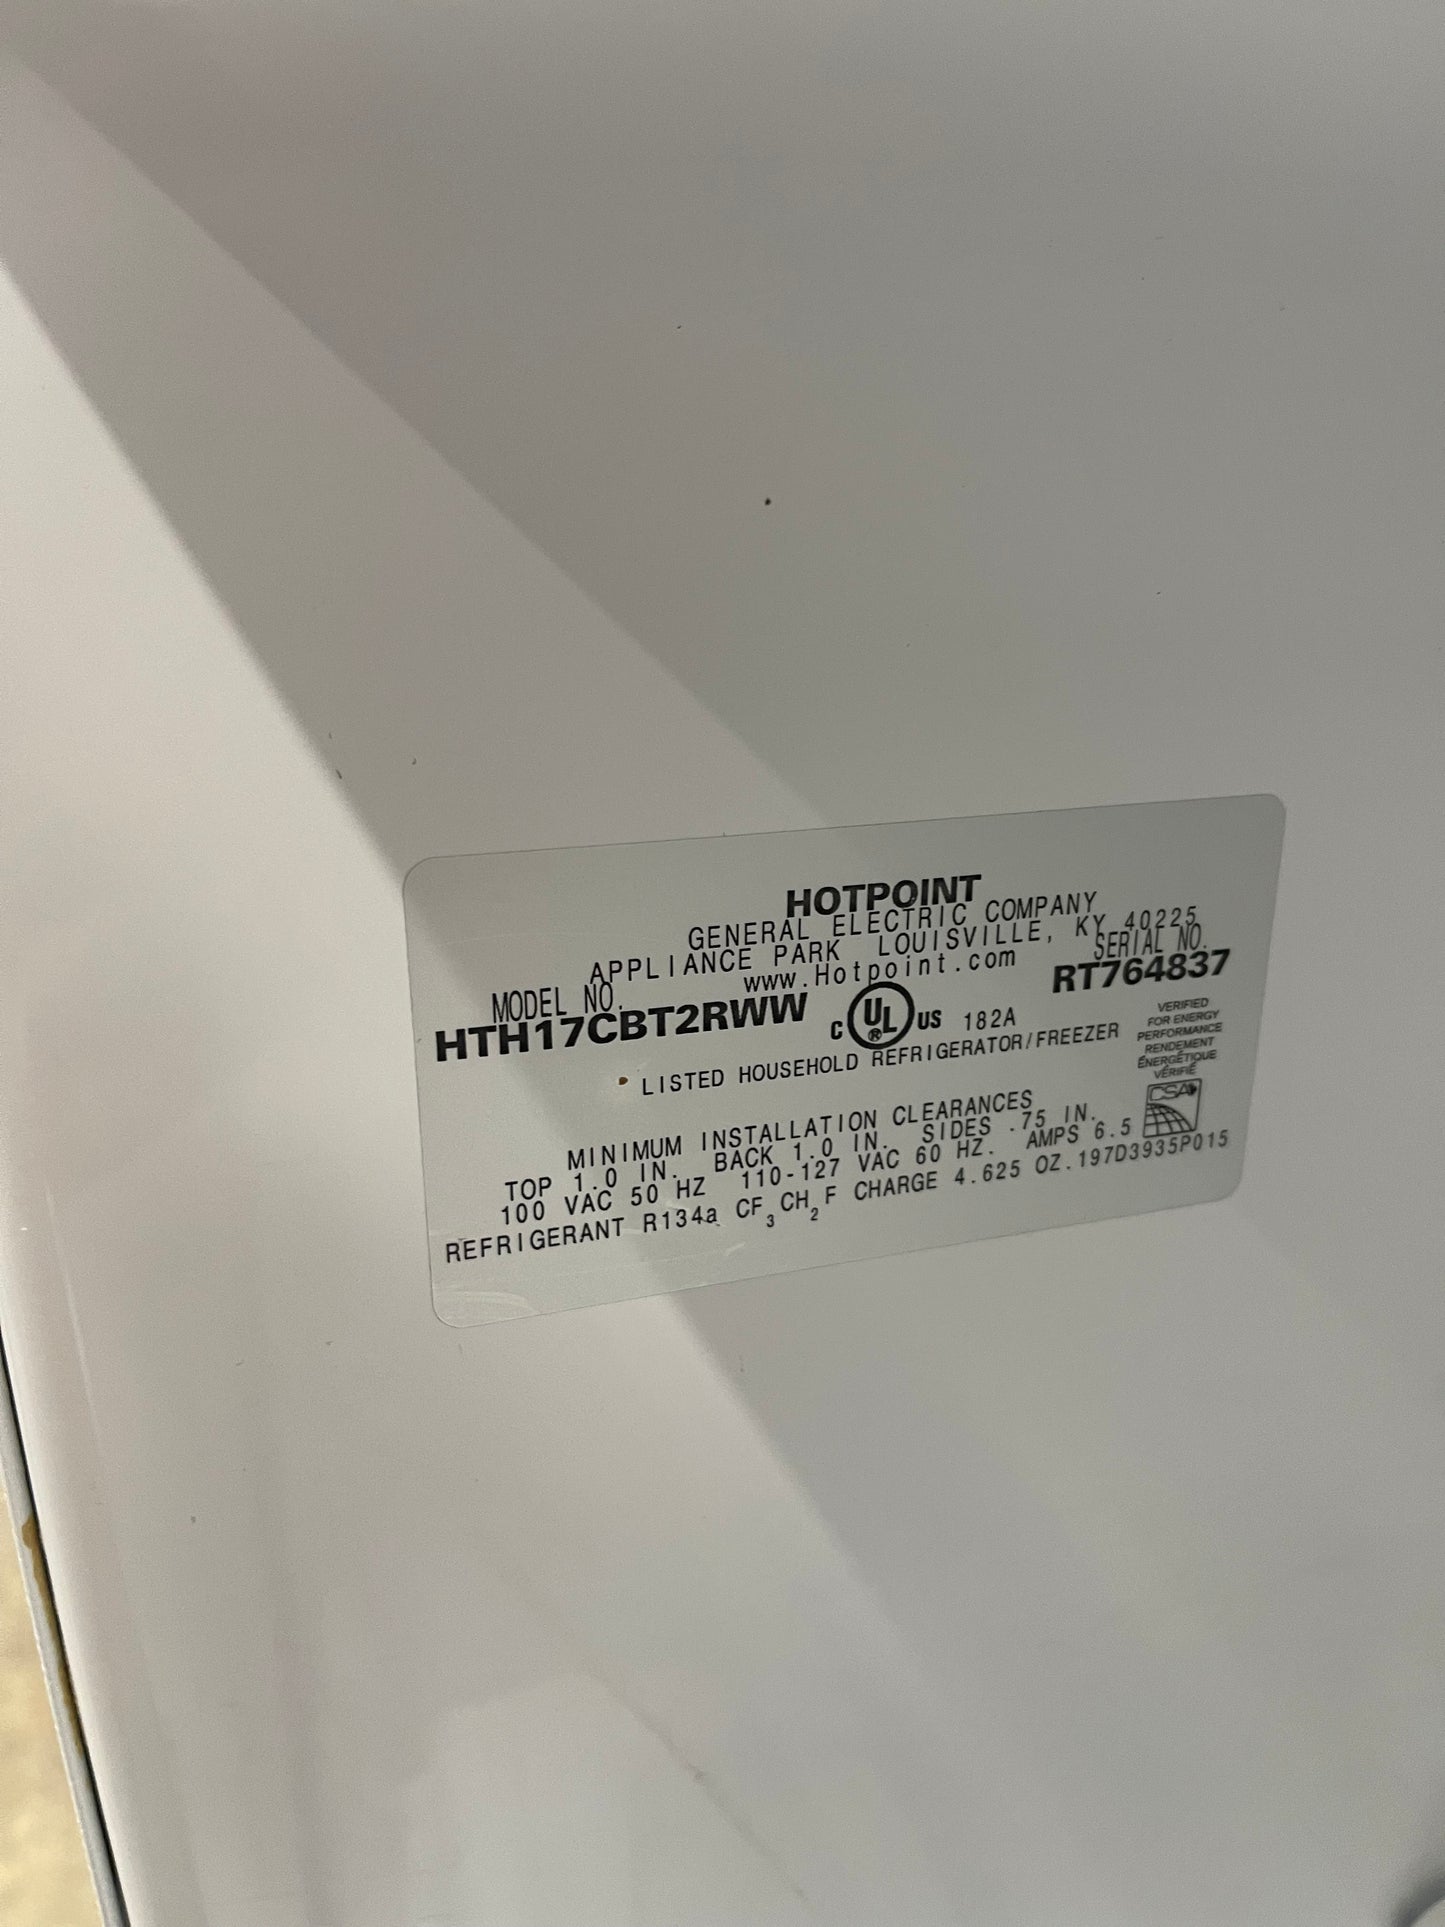 HOTPOINT
GENERAL ELECTRIC COMPANY
APPLIANCE PARK LOUISVILLE, KY 40225
www.Hotpoint.com
MODEL NO.
HTH17CBT2RWW
SERIAL NO.
RT764837
C UL ® US 182A
LISTED HOUSEHOLD REFRIGERATOR/FREEZER
VERIFIED
FOR ENERGY
PERFORMANCE
RENDEMENT
ÉNERGÉTIQUE
VÉRIFIÉ
CSA
MINIMUM INSTALLATION CLEARANCES
TOP 1.0 IN. BACK 1.0 IN. SIDES .75 IN.
100 VAC 50 HZ 110-127 VAC 60 HZ. AMPS 6.5
REFRIGERANT R134a CF₃CH₂F CHARGE 4.625 OZ.197D3935P015